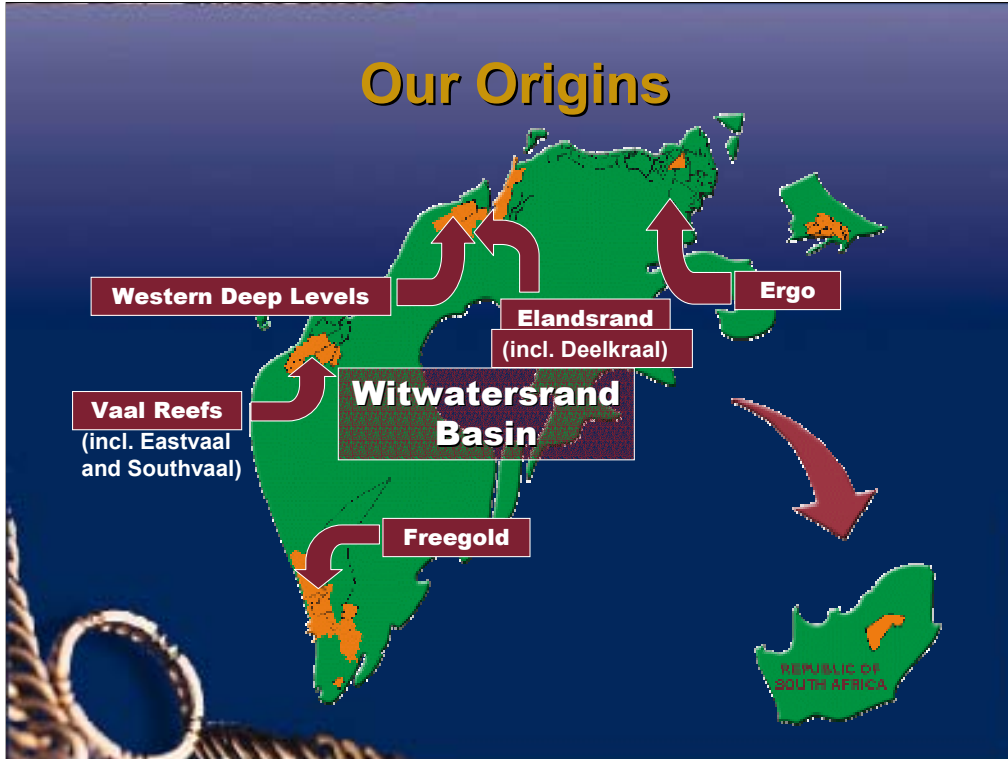 Our Origins
Western Deep Levels
Ergo
Elandsrand
(incl. Deelkraal)
Witwatersrand
Basin
Vaal Reefs
(incl. Eastvaal
and Southvaal)
Freegold
REPUBLIC OF
SOUTH AFRICA